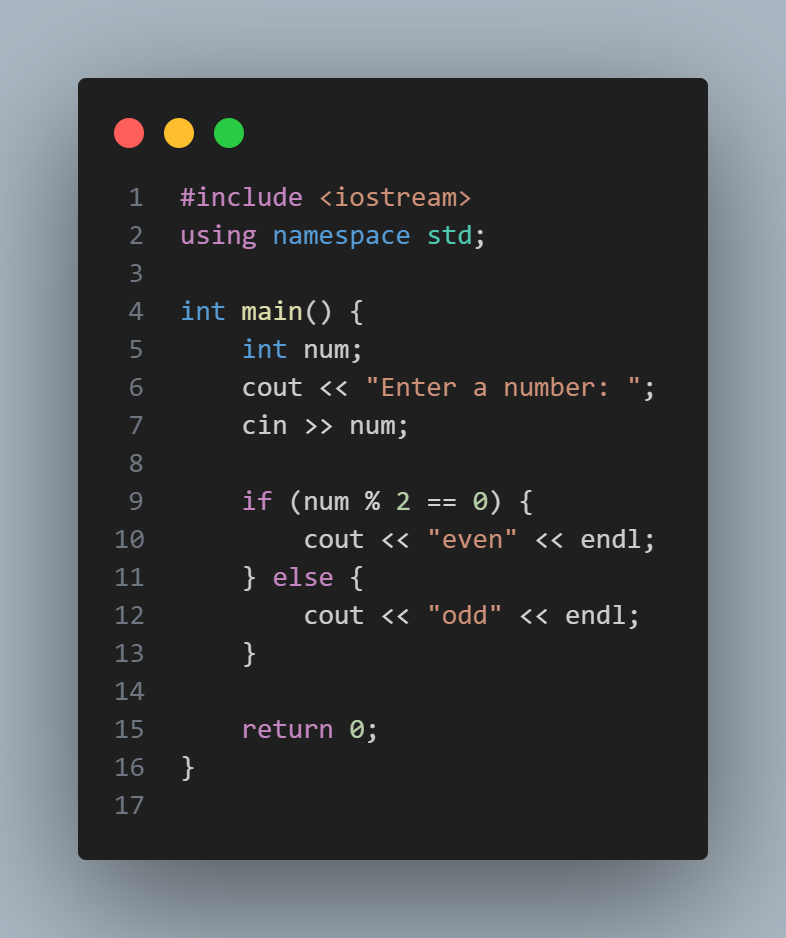 1 #include <iostream>
2 using namespace std;
3
4 int main() {
5     int num;
6     cout << "Enter a number: ";
7     cin >> num;
8
9     if (num % 2 == 0) {
10         cout << "even" << endl;
11     } else {
12         cout << "odd" << endl;
13     }
14
15     return 0;
16 }
17